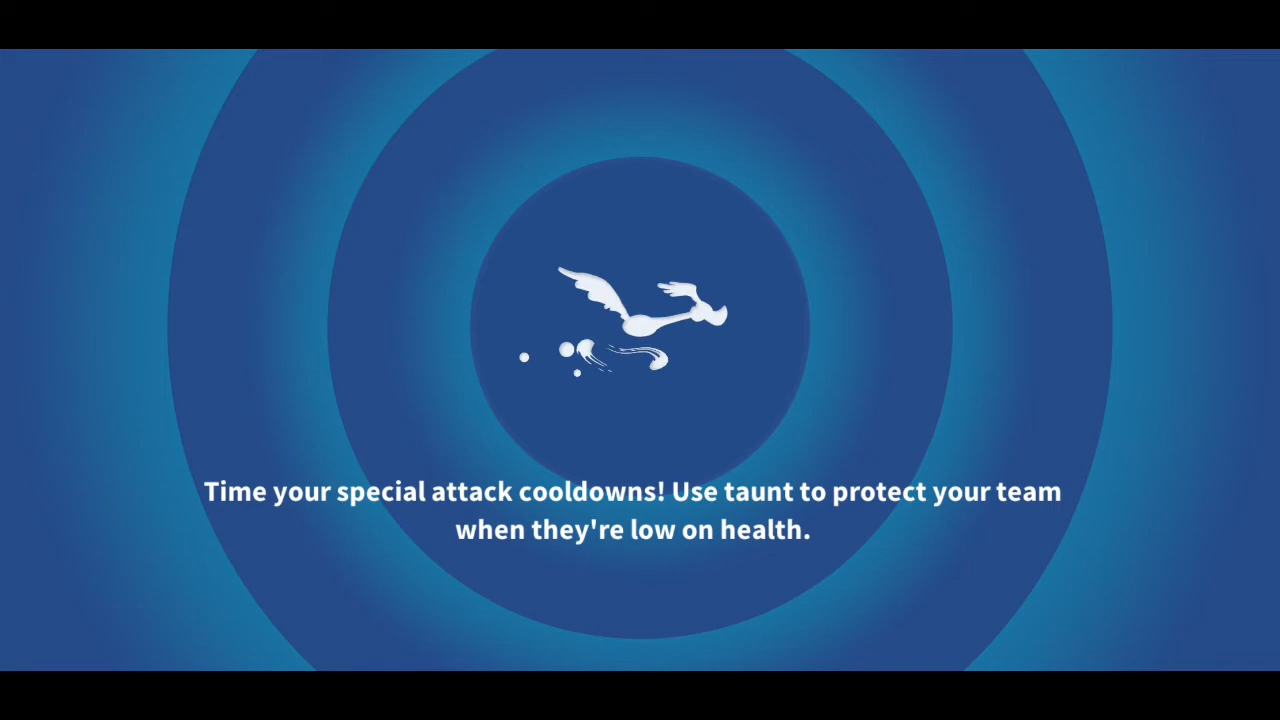 Time your special attack cooldowns! Use taunt to protect your team
when they're low on health.